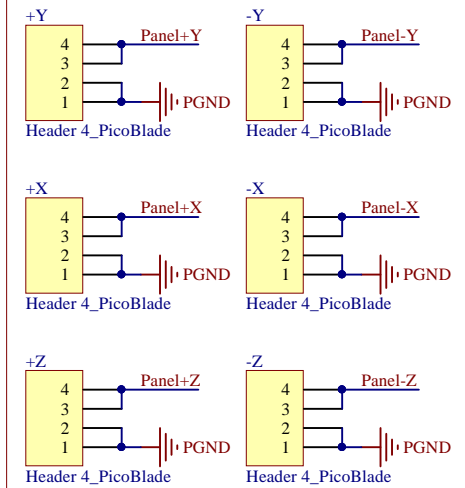 +Y
4 Panel+Y
3
2
1 PGND
Header 4_PicoBlade
-Y
4 Panel-Y
3
2
1 PGND
Header 4_PicoBlade
+X
4 Panel+X
3
2
1 PGND
Header 4_PicoBlade
-X
4 Panel-X
3
2
1 PGND
Header 4_PicoBlade
+Z
4 Panel+Z
3
2
1 PGND
Header 4_PicoBlade
-Z
4 Panel-Z
3
2
1 PGND
Header 4_PicoBlade